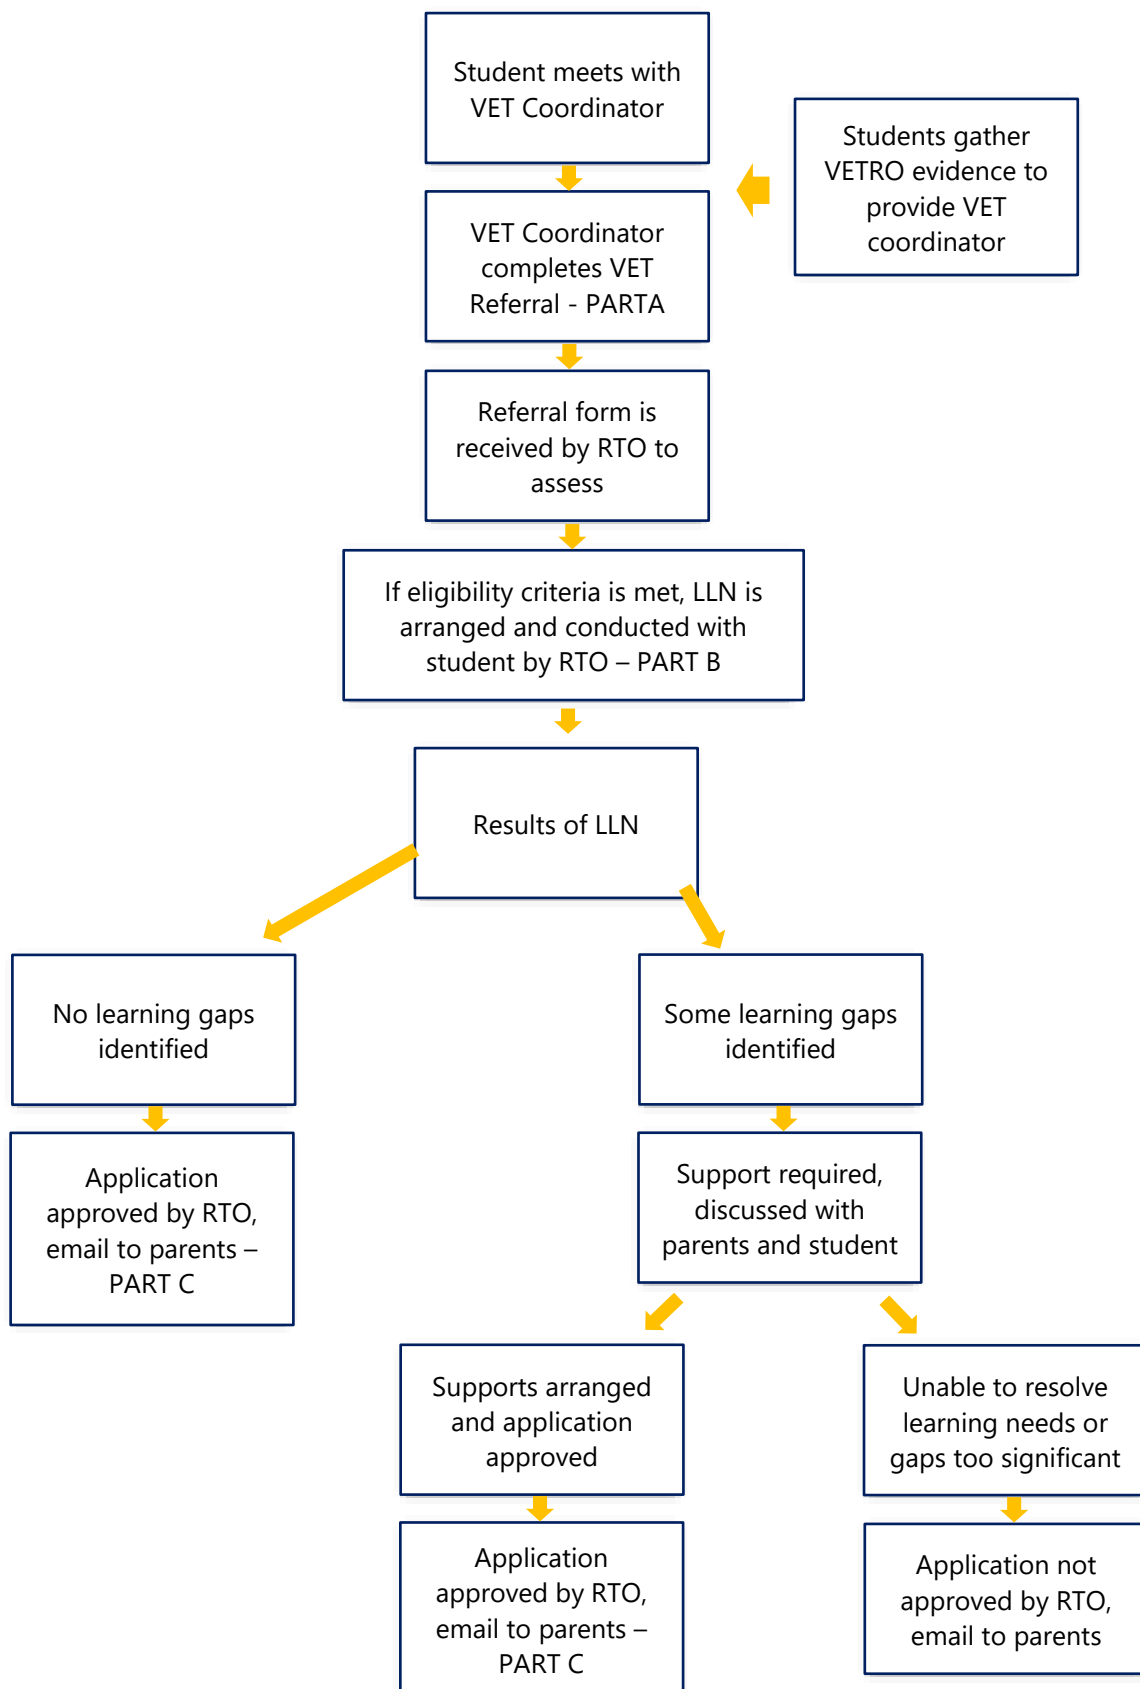 Student meets with
VET Coordinator
Students gather
VETRO evidence to
provide VET
coordinator
VET Coordinator
completes VET
Referral - PARTA
Referral form is
received by RTO to
assess
If eligibility criteria is met, LLN is
arranged and conducted with
student by RTO – PART B
Results of LLN
No learning gaps
identified
Some learning gaps
identified
Application
approved by RTO,
email to parents –
PART C
Support required,
discussed with
parents and student
Supports arranged
and application
approved
Unable to resolve
learning needs or
gaps too significant
Application
approved by RTO,
email to parents –
PART C
Application not
approved by RTO,
email to parents